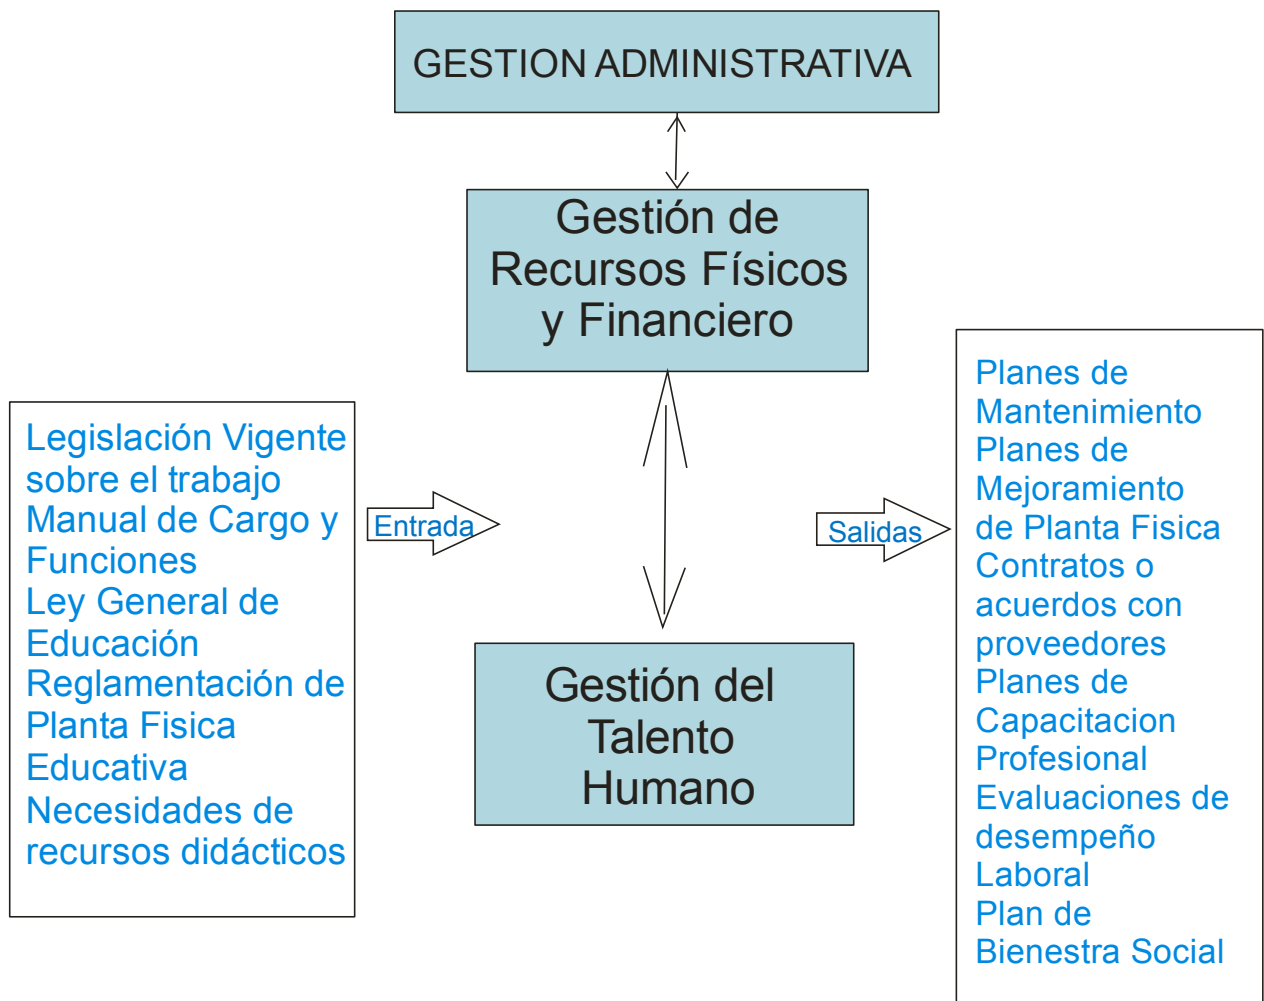 GESTION ADMINISTRATIVA
Gestión de
Recursos Físicos
y Financiero
Legislación Vigente
sobre el trabajo
Manual de Cargo y
Funciones
Ley General de
Educación
Reglamentación de
Planta Fisica
Educativa
Necesidades de
recursos didácticos
Entrada
Gestión del
Talento
Humano
Salidas
Planes de
Mantenimiento
Planes de
Mejoramiento
de Planta Fisica
Contratos o
acuerdos con
proveedores
Planes de
Capacitacion
Profesional
Evaluaciones de
desempeño
Laboral
Plan de
Bienestra Social